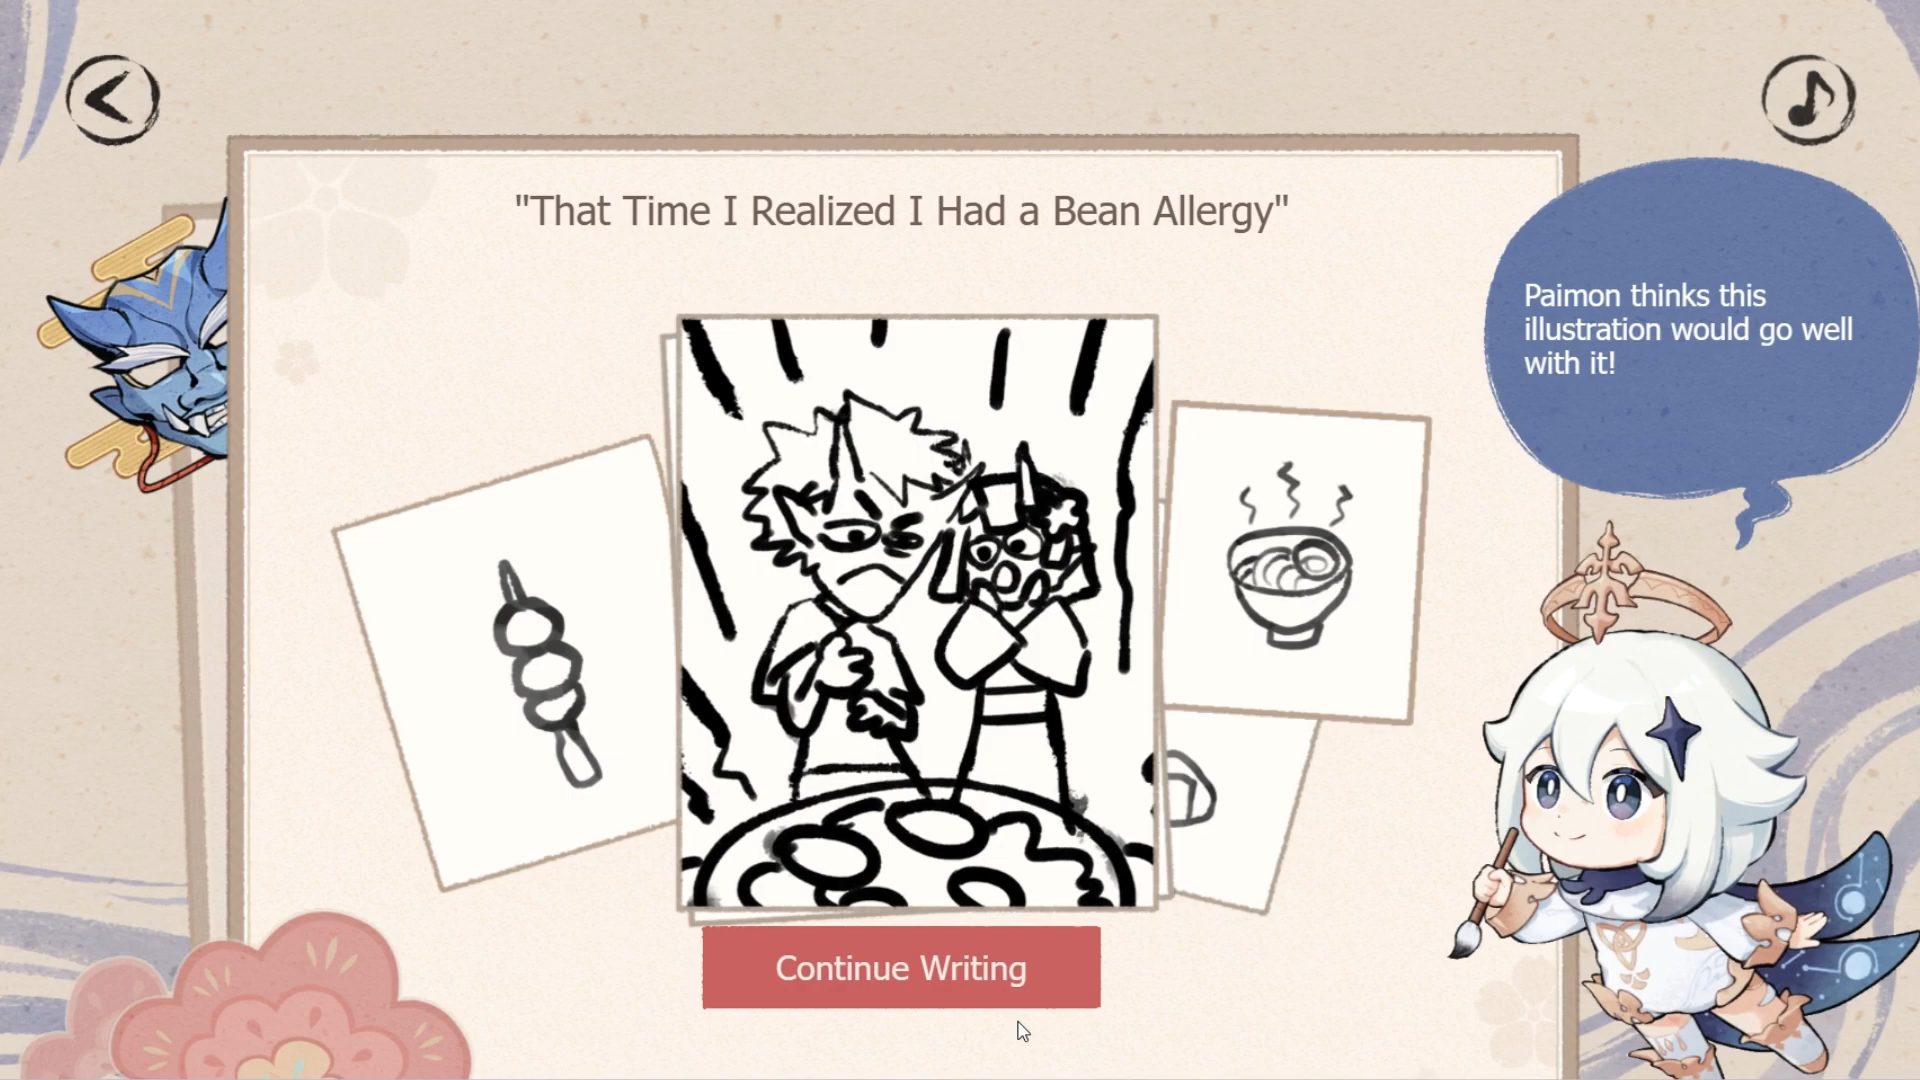 "That Time I Realized I Had a Bean Allergy"
Paimon thinks this
illustration would go well
with it!
Continue Writing